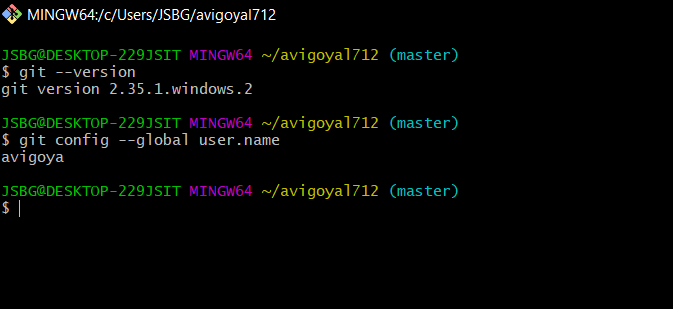 MINGW64:/c/Users/JSBG/avigoyal712
JSBG@DESKTOP-229JSIT MINGW64 ~/avigoyal712 (master)
$ git --version
git version 2.35.1.windows.2
JSBG@DESKTOP-229JSIT MINGW64 ~/avigoyal712 (master)
$ git config --global user.name
avigoya
JSBG@DESKTOP-229JSIT MINGW64 ~/avigoyal712 (master)
$